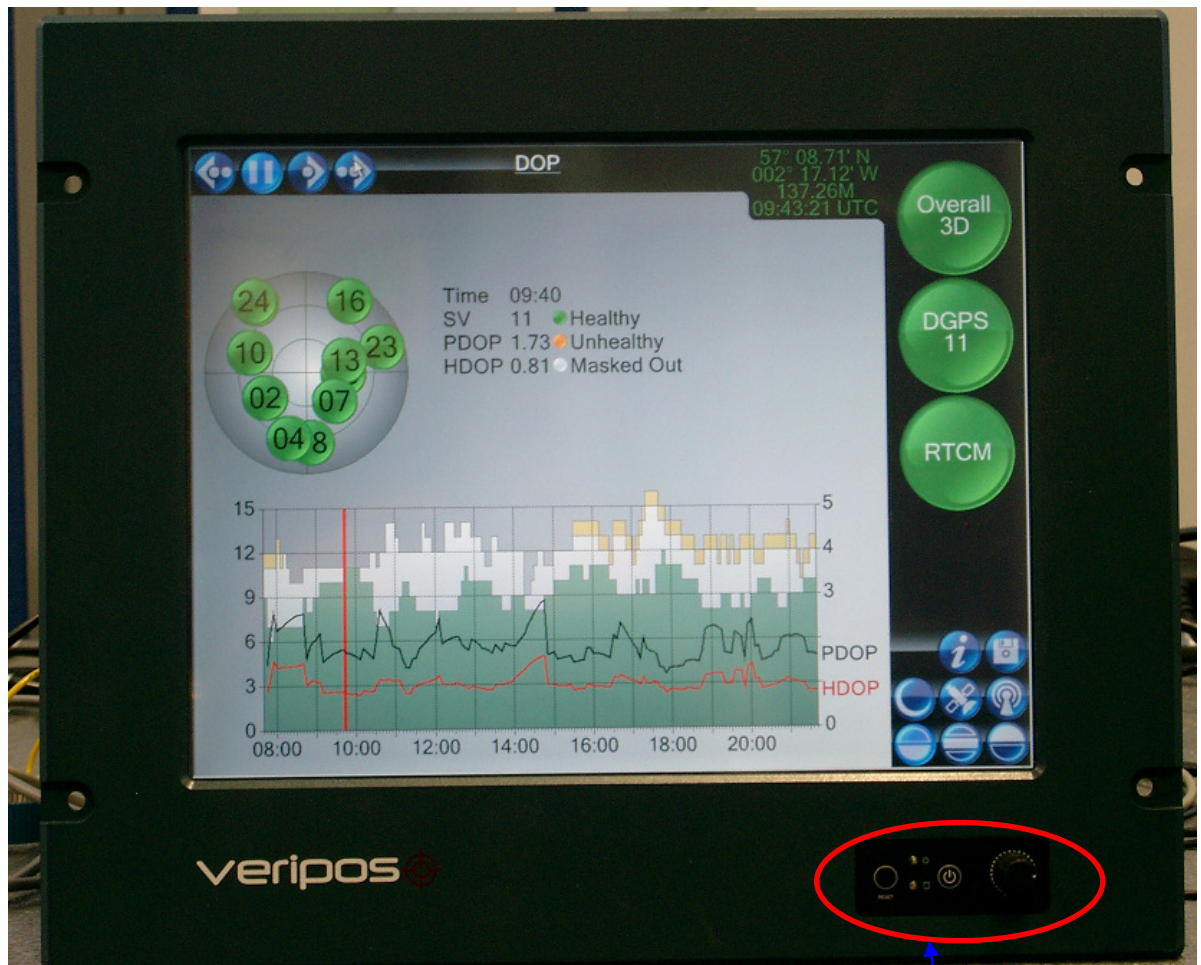 DOP
57° 08.71' N
002° 17.12' W
137.26M
09:43:21 UTC
Overall
3D
DGPS
11
RTCM
24
16
10
13
23
02
07
04
8
Time 09:40
SV 11 Healthy
PDOP 1.73 Unhealthy
HDOP 0.81 Masked Out
15
12
9
6
3
0
5
4
3
0
PDOP
HDOP
08:00 10:00 12:00 14:00 16:00 18:00 20:00
i
veripos
RESET